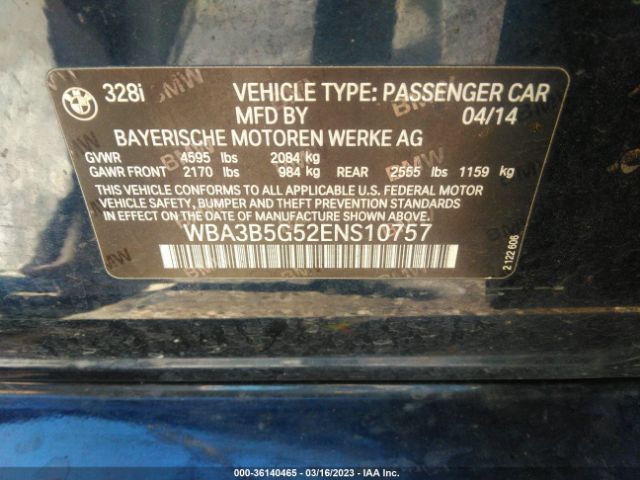 328i VEHICLE TYPE: PASSENGER CAR
MFD BY 04/14
BAYERISCHE MOTOREN WERKE AG
GVWR 4595 lbs 2084 kg
GAWR FRONT 2170 lbs 984 kg REAR 2555 lbs 1159 kg
THIS VEHICLE CONFORMS TO ALL APPLICABLE U.S. FEDERAL MOTOR
VEHICLE SAFETY, BUMPER AND THEFT PREVENTION STANDARDS
IN EFFECT ON THE DATE OF MANUFACTURE SHOWN ABOVE.
WBA3B5G52ENS10757
2 122 606
000-36140465 - 03/16/2023 - IAA Inc.